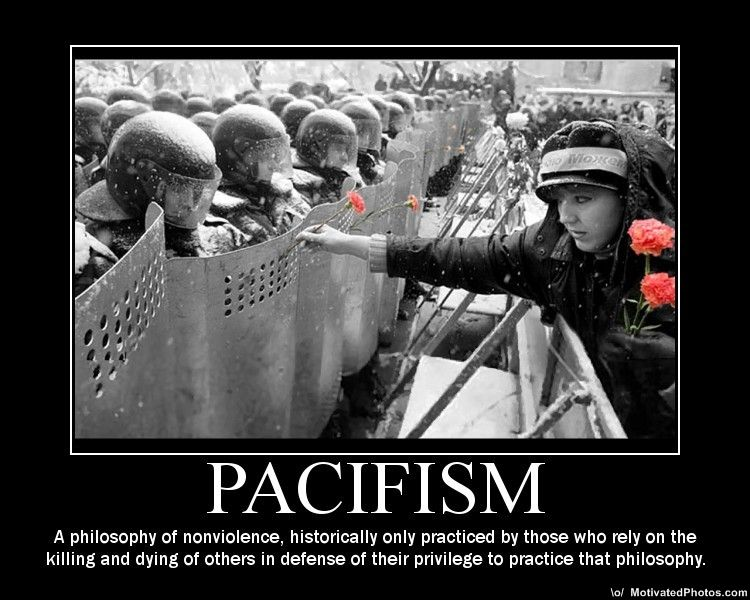 PACIFISM
A philosophy of nonviolence, historically only practiced by those who rely on the
killing and dying of others in defense of their privilege to practice that philosophy.
\o/ MotivatedPhotos.com